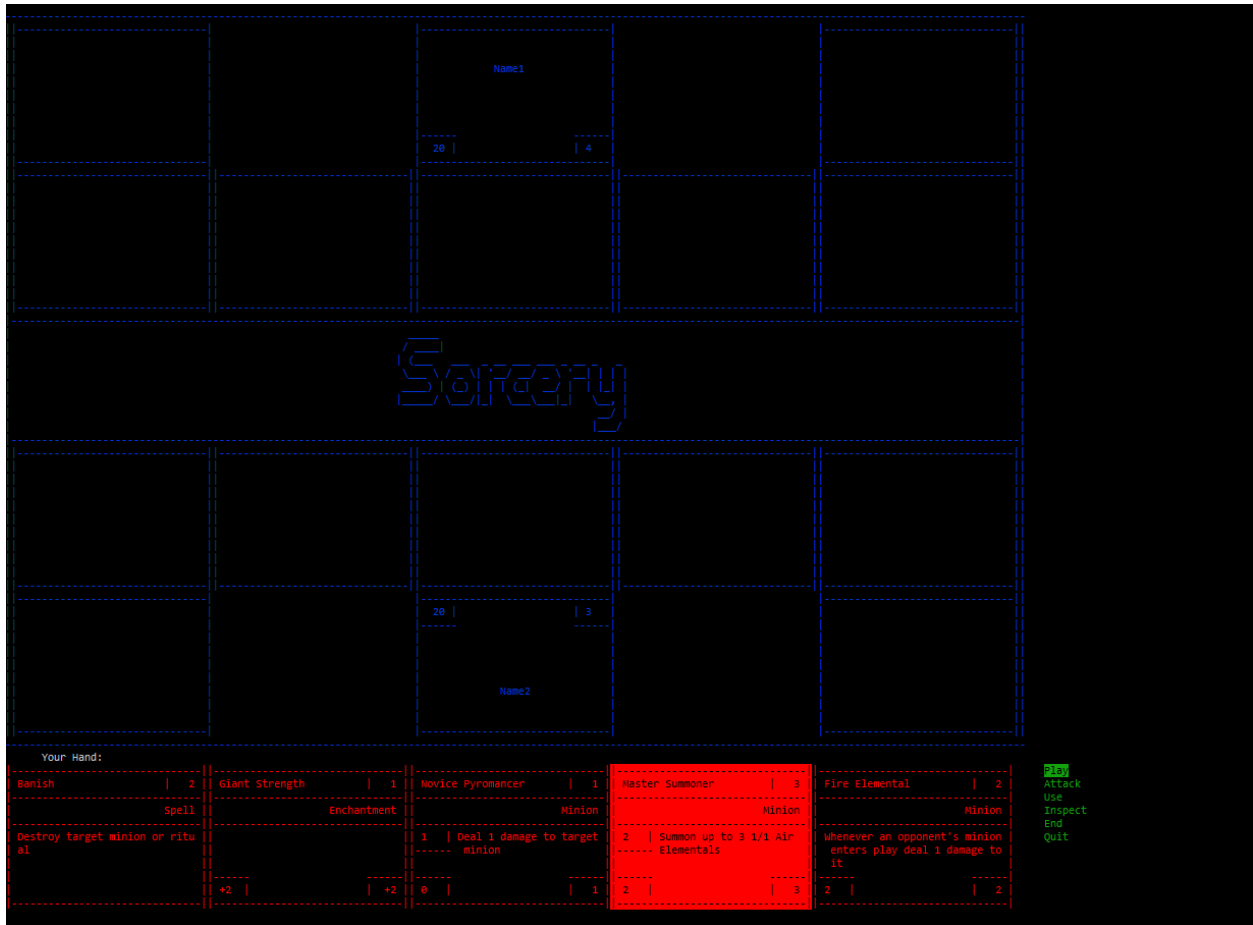 Name1
20 4
Sorcery
20 3
Name2
Your Hand:
Banish | 2
Spell
Destroy target minion or ritu
al
Giant Strength | 1
Enchantment
+2 | | +2
Novice Pyromancer | 1
Minion
1 | Deal 1 damage to target
minion
0 | | 1
Master Summoner | 3
Minion
2 | Summon up to 3 1/1 Air
Elementals
2 | | 3
Fire Elemental | 2
Minion
Whenever an opponent's minion
enters play deal 1 damage to
it
2 | | 2
Play
Attack
Use
Inspect
End
Quit